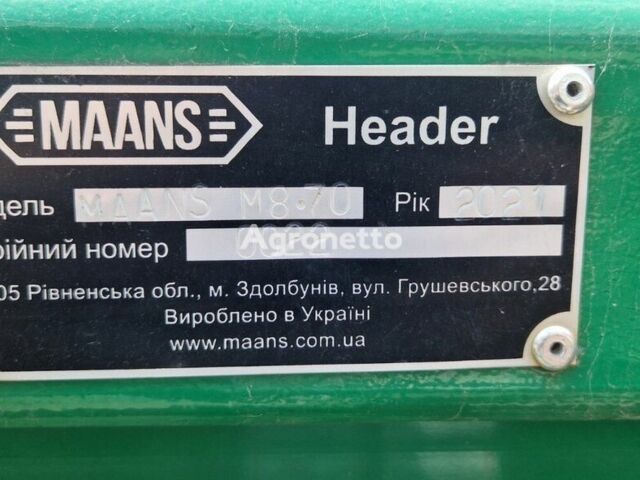 MAANS Header
дель MAANS M8·70 Рік 2021
рійний номер 0022
Agronetto
05 Рівненська обл., м. Здолбунів, вул. Грушевського,28
Вироблено в Україні
www.maans.com.ua